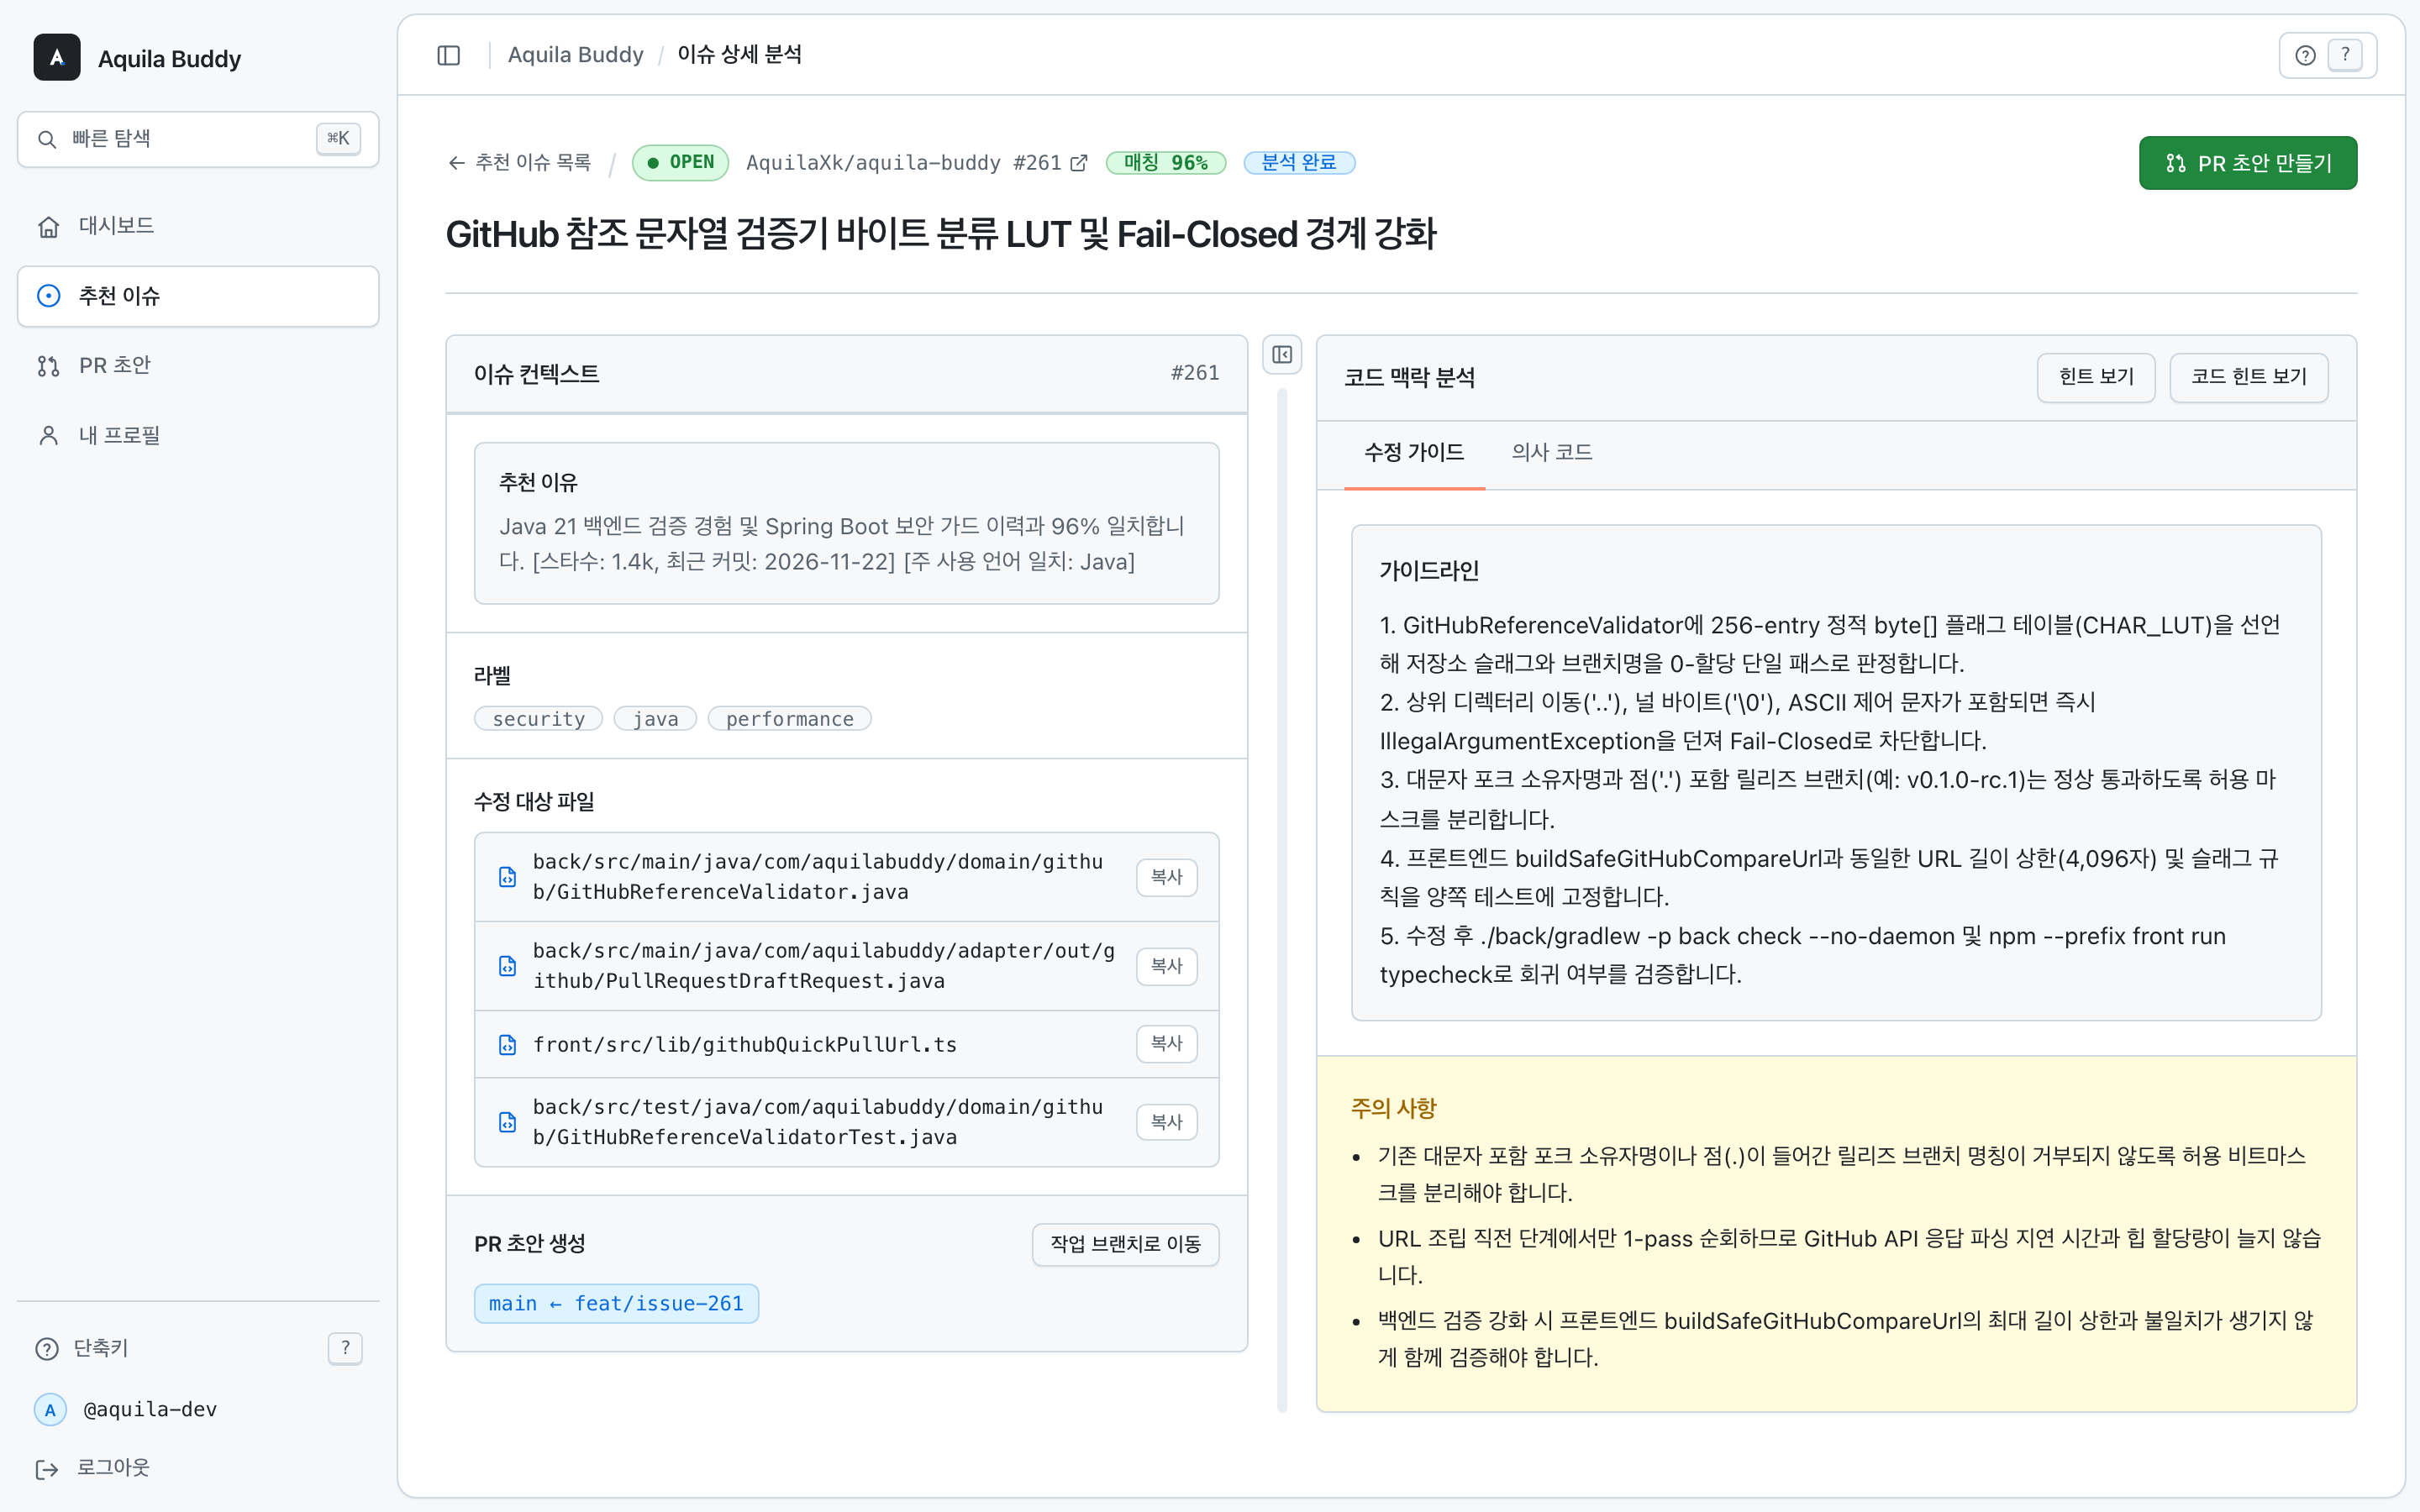 A
Aquila Buddy
빠른 탐색
⌘K
대시보드
추천 이슈
PR 초안
내 프로필
단축키
?
A
@aquila-dev
로그아웃
Aquila Buddy / 이슈 상세 분석
?
← 추천 이슈 목록 / OPEN AquilaXk/aquila-buddy #261 매칭 96% 분석 완료
PR 초안 만들기
GitHub 참조 문자열 검증기 바이트 분류 LUT 및 Fail-Closed 경계 강화
이슈 컨텍스트
#261
추천 이유
Java 21 백엔드 검증 경험 및 Spring Boot 보안 가드 이력과 96% 일치합니
다. [스타수: 1.4k, 최근 커밋: 2026-11-22] [주 사용 언어 일치: Java]
라벨
security java performance
수정 대상 파일
back/src/main/java/com/aquilabuddy/domain/githu
b/GitHubReferenceValidator.java
복사
back/src/main/java/com/aquilabuddy/adapter/out/g
ithub/PullRequestDraftRequest.java
복사
front/src/lib/githubQuickPullUrl.ts
복사
back/src/test/java/com/aquilabuddy/domain/githu
b/GitHubReferenceValidatorTest.java
복사
PR 초안 생성
작업 브랜치로 이동
main ← feat/issue-261
코드 맥락 분석
힌트 보기
코드 힌트 보기
수정 가이드
의사 코드
가이드라인
1. GitHubReferenceValidator에 256-entry 정적 byte[] 플래그 테이블(CHAR_LUT)을 선언
해 저장소 슬래그와 브랜치명을 0-할당 단일 패스로 판정합니다.
2. 상위 디렉터리 이동('..'), 널 바이트('\0'), ASCII 제어 문자가 포함되면 즉시
IllegalArgumentException을 던져 Fail-Closed로 차단합니다.
3. 대문자 포크 소유자명과 점('.') 포함 릴리즈 브랜치(예: v0.1.0-rc.1)는 정상 통과하도록 허용 마
스크를 분리합니다.
4. 프론트엔드 buildSafeGitHubCompareUrl과 동일한 URL 길이 상한(4,096자) 및 슬래그 규
칙을 양쪽 테스트에 고정합니다.
5. 수정 후 ./back/gradlew -p back check --no-daemon 및 npm --prefix front run
typecheck로 회귀 여부를 검증합니다.
주의 사항
• 기존 대문자 포함 포크 소유자명이나 점(.)이 들어간 릴리즈 브랜치 명칭이 거부되지 않도록 허용 비트마스
크를 분리해야 합니다.
• URL 조립 직전 단계에서만 1-pass 순회하므로 GitHub API 응답 파싱 지연 시간과 힙 할당량이 늘지 않습
니다.
• 백엔드 검증 강화 시 프론트엔드 buildSafeGitHubCompareUrl의 최대 길이 상한과 불일치가 생기지 않
게 함께 검증해야 합니다.